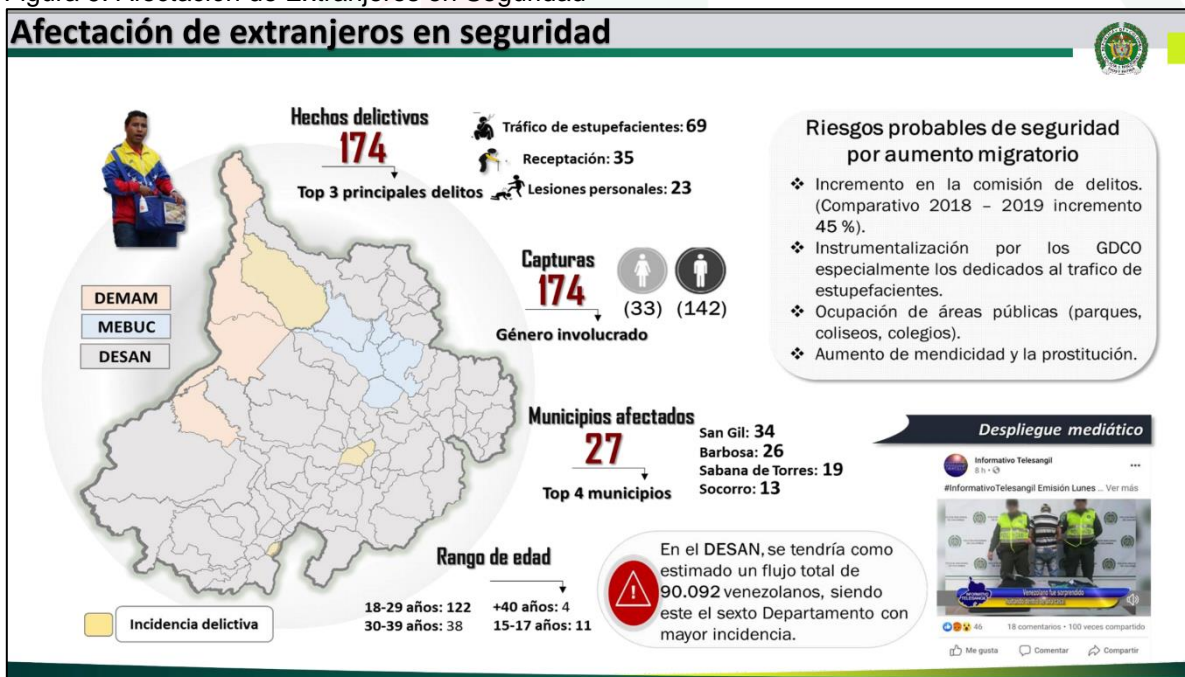 Afectación de extranjeros en seguridad
Hechos delictivos
174
Top 3 principales delitos
Tráfico de estupefacientes: 69
Receptación: 35
Lesiones personales: 23
DEMAM
MEBUC
DESAN
Capturas
174
Género involucrado
(33) (142)
Municipios afectados
27
Top 4 municipios
San Gil: 34
Barbosa: 26
Sabana de Torres: 19
Socorro: 13
Rango de edad
18-29 años: 122 +40 años: 4
30-39 años: 38 15-17 años: 11
Incidencia delictiva
En el DESAN, se tendría como
estimado un flujo total de
90.092 venezolanos, siendo
este el sexto Departamento con
mayor incidencia.
Riesgos probables de seguridad
por aumento migratorio
❖ Incremento en la comisión de delitos.
(Comparativo 2018 – 2019 incremento
45 %).
❖ Instrumentalización por los GDCO
especialmente los dedicados al trafico de
estupefacientes.
❖ Ocupación de áreas públicas (parques,
coliseos, colegios).
❖ Aumento de mendicidad y la prostitución.
Despliegue mediático
Informativo Telesangil
8 h
#InformativoTelesangil Emisión Lunes ... Ver más
Venezolano fue sorprendido
46 18 comentarios • 100 veces compartido
Me gusta Comentar Compartir